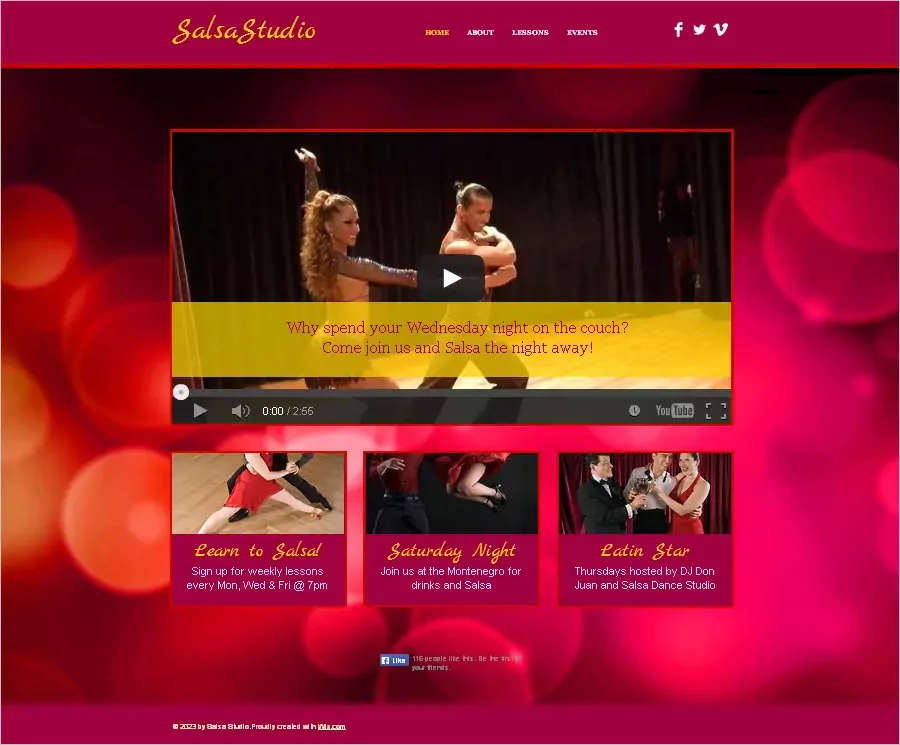 SalsaStudio
HOME ABOUT LESSONS EVENTS
Why spend your Wednesday night on the couch?
Come join us and Salsa the night away!
0:00 / 2:55
YouTube
Learn to Salsa!
Sign up for weekly lessons
every Mon, Wed & Fri @ 7pm
Saturday Night
Join us at the Montenegro for
drinks and Salsa
Latin Star
Thursdays hosted by DJ Don
Juan and Salsa Dance Studio
Like
116 people like this. Be the first of
your friends.
© 2023 by Salsa Studio.Proudly created with Wix.com